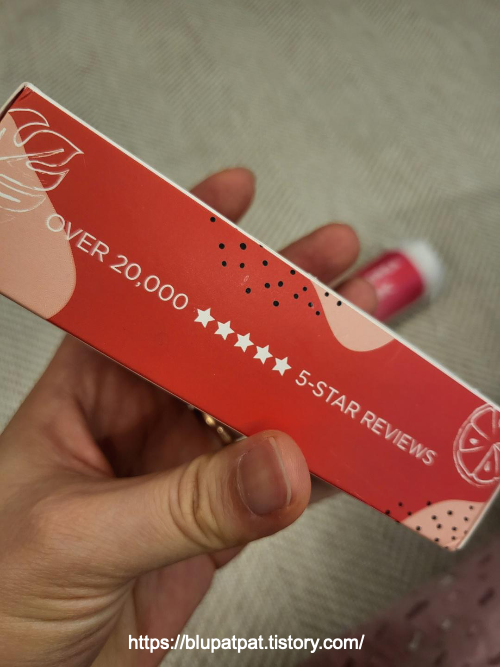 OVER 20,000 ★★★★★ 5-STAR REVIEWS
https://blupatpat.tistory.com/